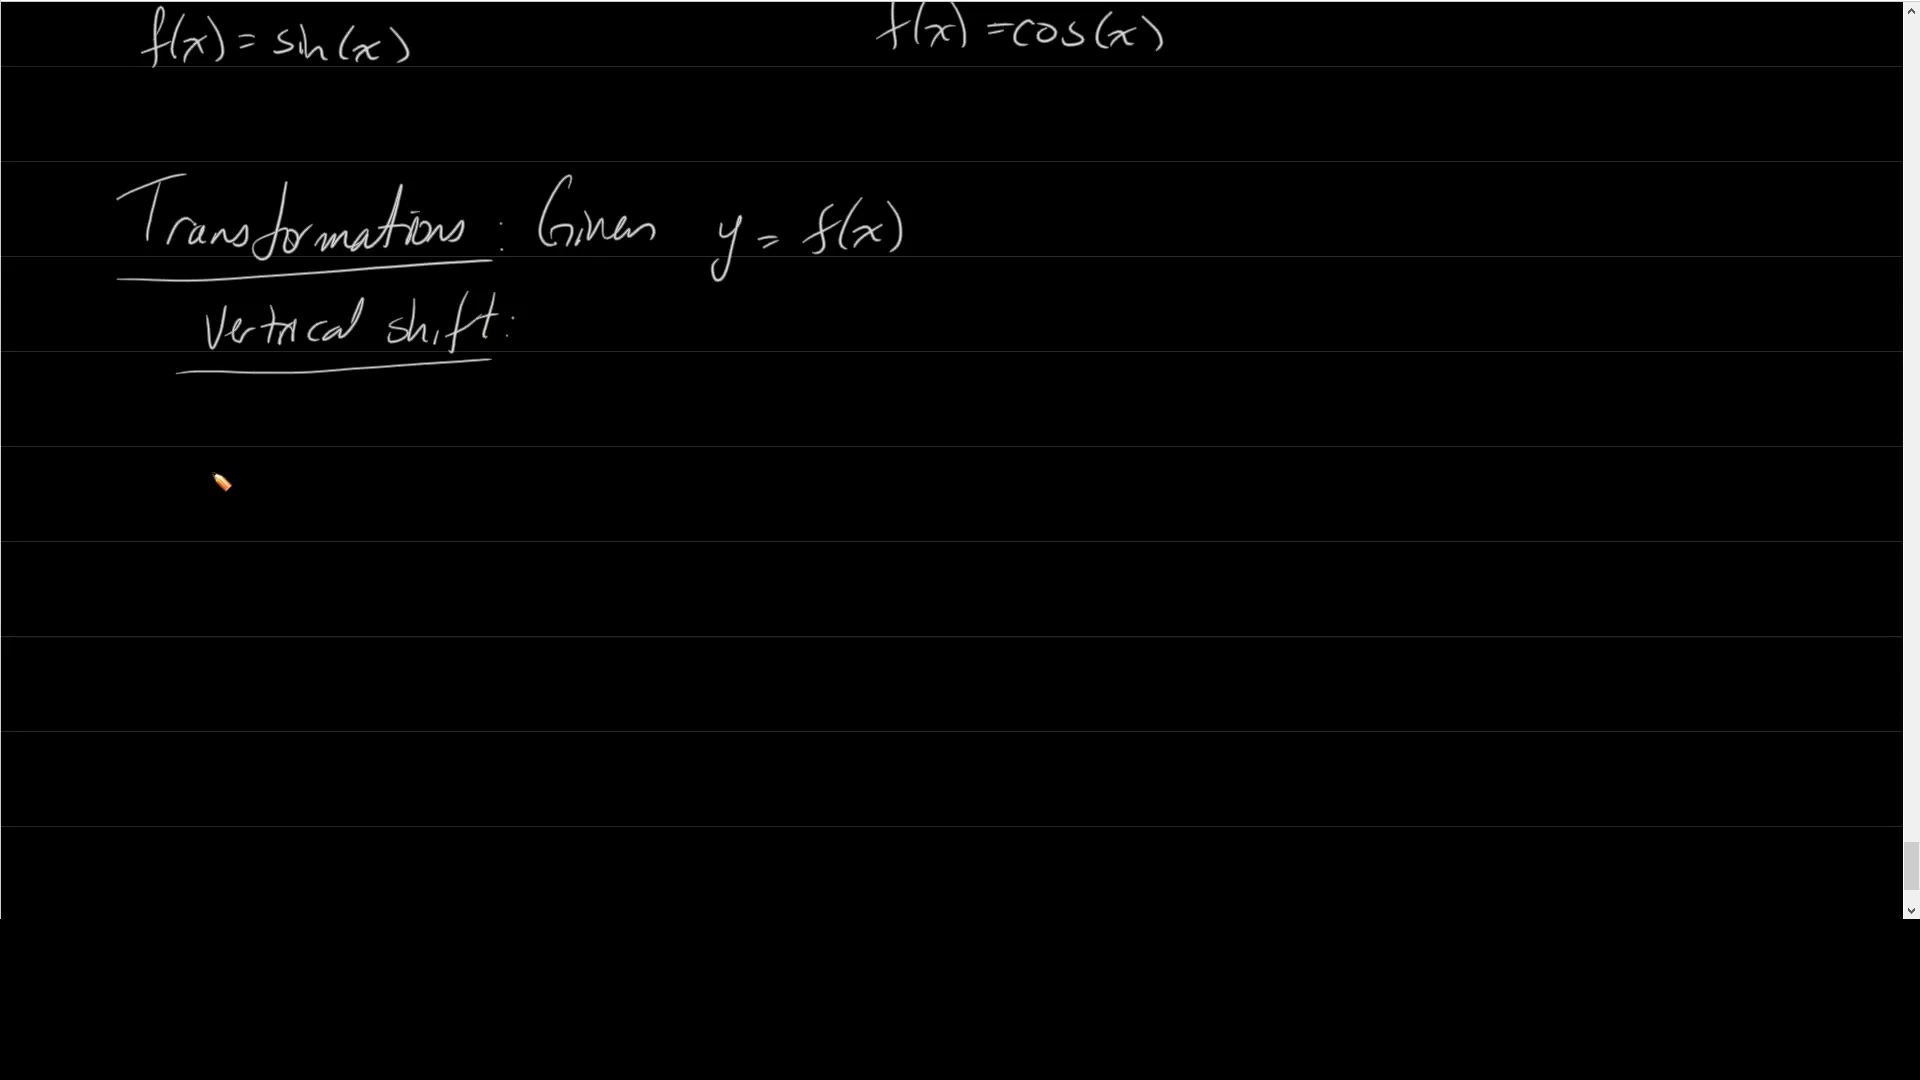 f(x) = sin(x) f(x) = cos(x)
Transformations: Given y = f(x)
Vertical shift: